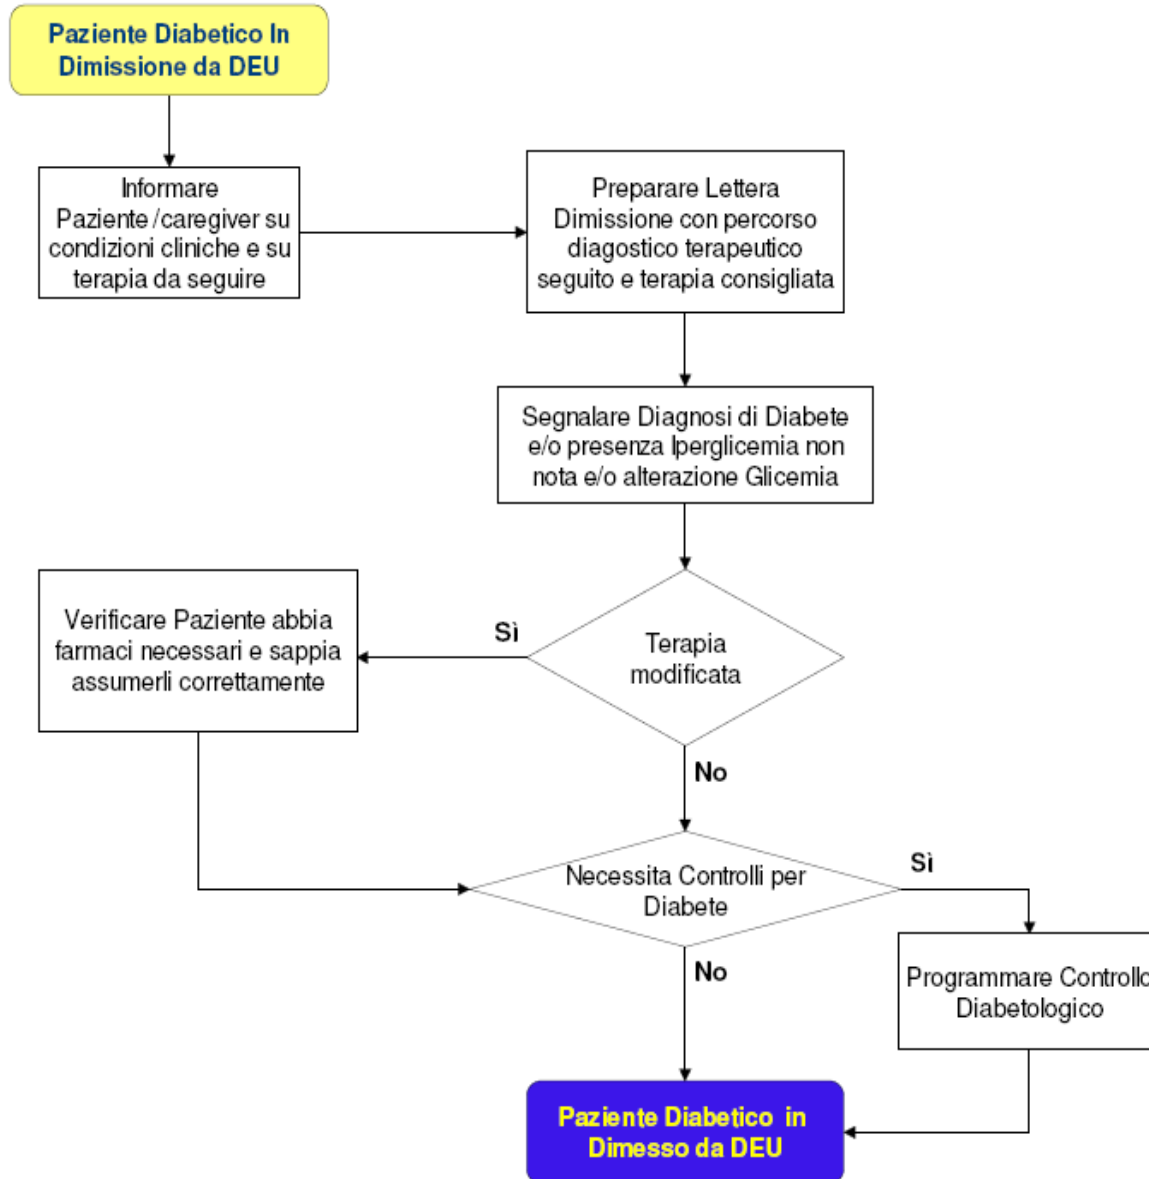 Paziente Diabetico In
Dimissione da DEU
Informare
Paziente /caregiver su
condizioni cliniche e su
terapia da seguire
Preparare Lettera
Dimissione con percorso
diagostico terapeutico
seguito e terapia consigliata
Segnalare Diagnosi di Diabete
e/o presenza Iperglicemia non
nota e/o alterazione Glicemia
Terapia
modificata
Sì
Verificare Paziente abbia
farmaci necessari e sappia
assumerli correttamente
No
Necessita Controlli per
Diabete
Sì
Programmare Controllo
Diabetologico
No
Paziente Diabetico in
Dimesso da DEU